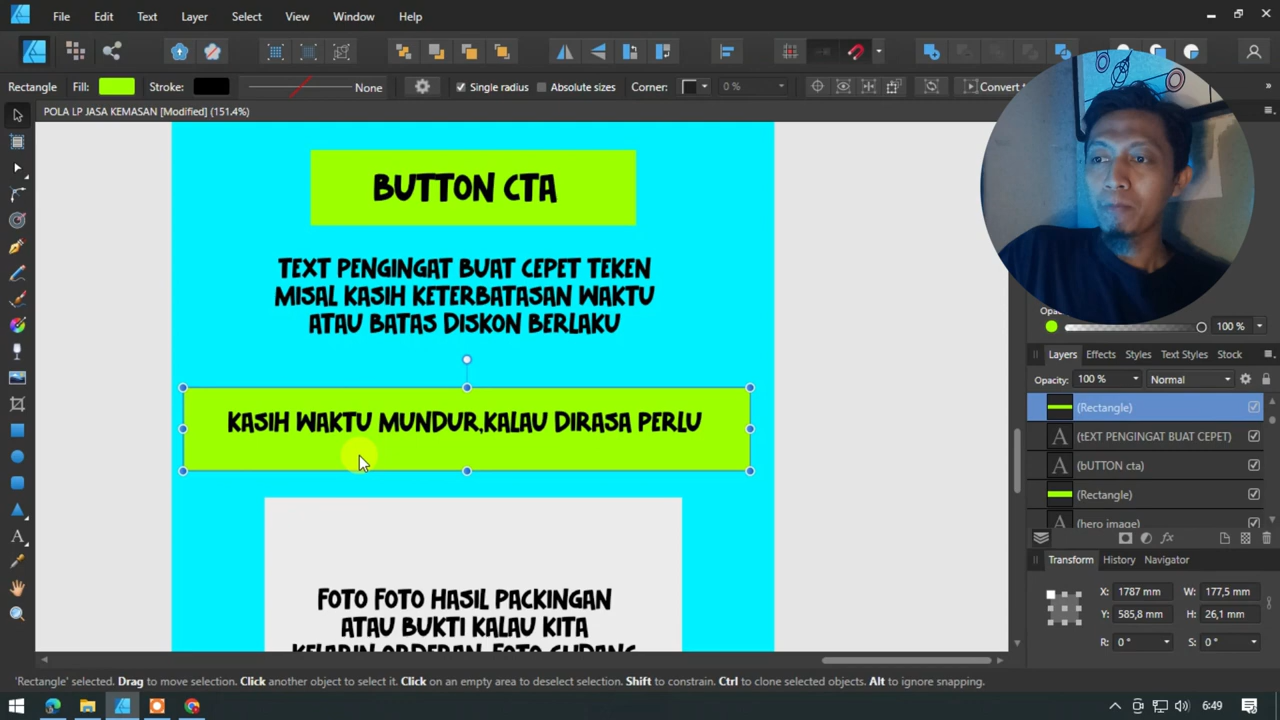 File Edit Text Layer Select View Window Help
Rectangle Fill: Stroke: None Single radius Absolute sizes Corner: 0 % Convert to
POLA LP JASA KEMASAN [Modified] (151.4%)
BUTTON CTA
TEXT PENGINGAT BUAT CEPET TEKEN
MISAL KASIH KETERBATASAN WAKTU
ATAU BATAS DISKON BERLAKU
KASIH WAKTU MUNDUR,KALAU DIRASA PERLU
FOTO FOTO HASIL PACKINGAN
ATAU BUKTI KALAU KITA
KELARIN ORDERAN, FOTO GUDANG
100 %
Layers Effects Styles Text Styles Stock
Opacity: 100 % Normal
(Rectangle)
(tEXT PENGINGAT BUAT CEPET)
(bUTTON cta)
(Rectangle)
(hero image)
Transform History Navigator
X: 1787 mm W: 177,5 mm
Y: 585,8 mm H: 26,1 mm
R: 0 ° S: 0 °
'Rectangle' selected. Drag to move selection. Click another object to select it. Click on an empty area to deselect selection. Shift to constrain. Ctrl to clone selected objects. Alt to ignore snapping.
6:49